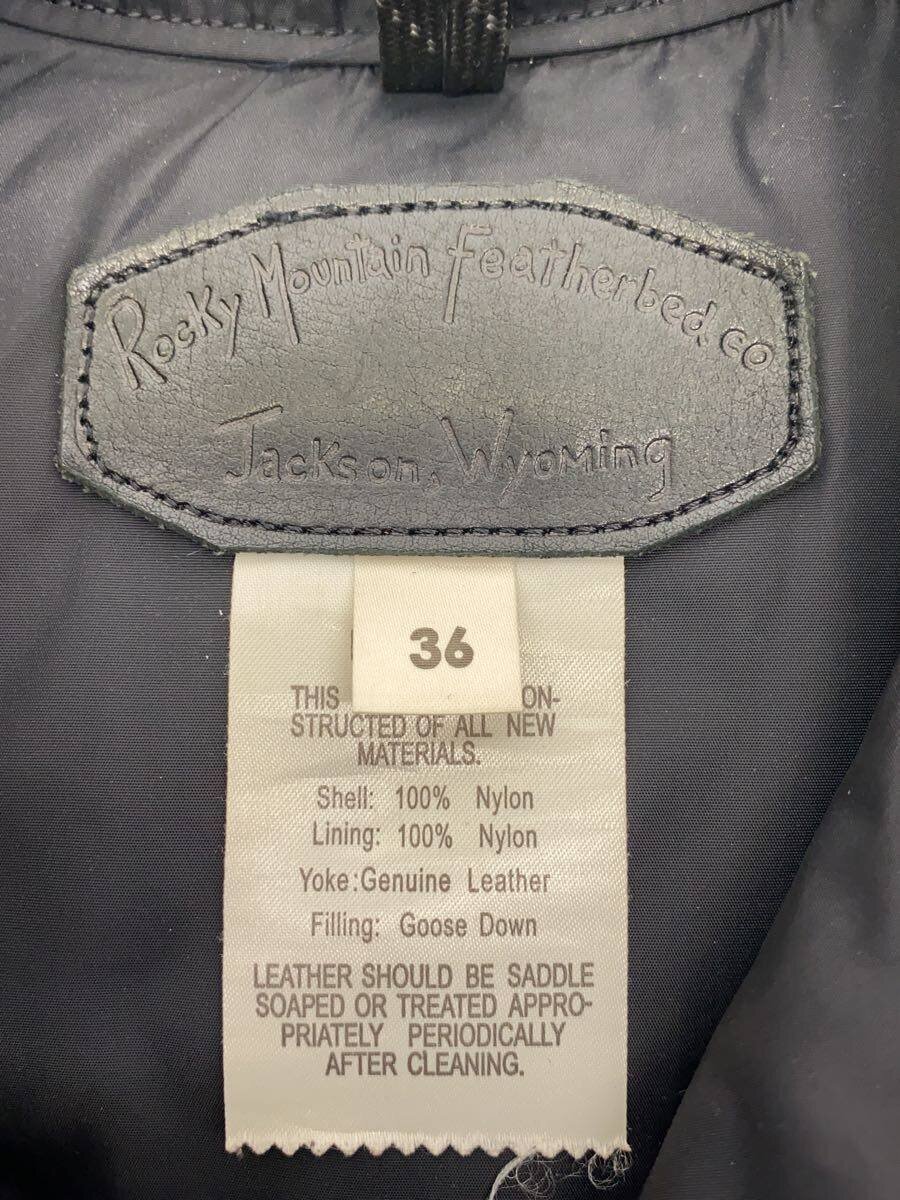 Rocky Mountain Featherbed co
Jackson, Wyoming
36
THIS ON-
STRUCTED OF ALL NEW
MATERIALS.
Shell: 100% Nylon
Lining: 100% Nylon
Yoke:Genuine Leather
Filling: Goose Down
LEATHER SHOULD BE SADDLE
SOAPED OR TREATED APPRO-
PRIATELY PERIODICALLY
AFTER CLEANING.